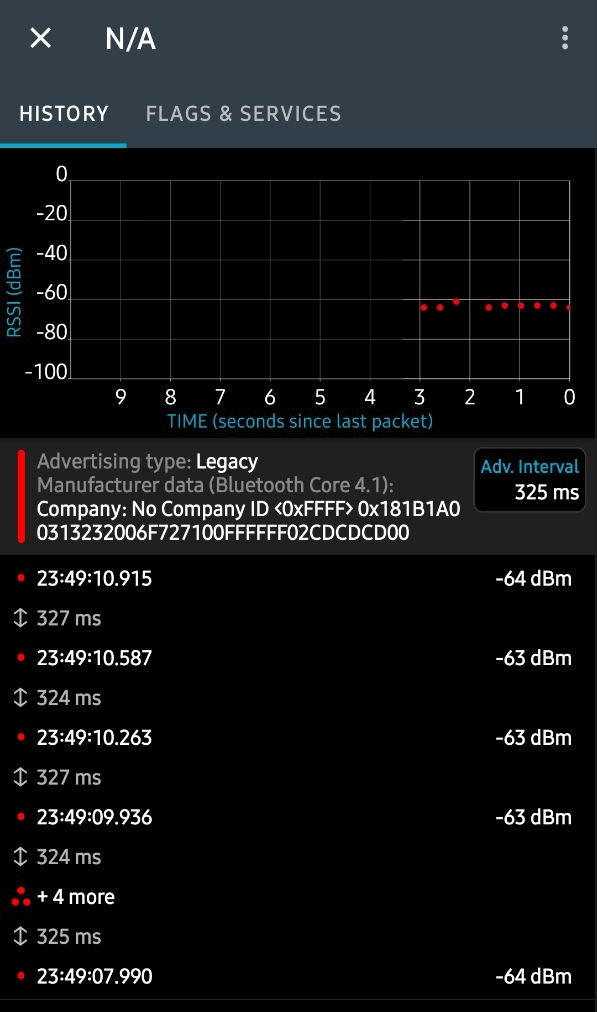 N/A
HISTORY
FLAGS & SERVICES
0
-20
-40
-60
-80
-100
RSSI (dBm)
9 8 7 6 5 4 3 2 1 0
TIME (seconds since last packet)
Advertising type: Legacy
Manufacturer data (Bluetooth Core 4.1):
Company: No Company ID <0xFFFF> 0x181B1A0
0313232006F727100FFFFFF02CDCDCD00
Adv. Interval
325 ms
23:49:10.915 -64 dBm
327 ms
23:49:10.587 -63 dBm
324 ms
23:49:10.263 -63 dBm
327 ms
23:49:09.936 -63 dBm
324 ms
+ 4 more
325 ms
23:49:07.990 -64 dBm